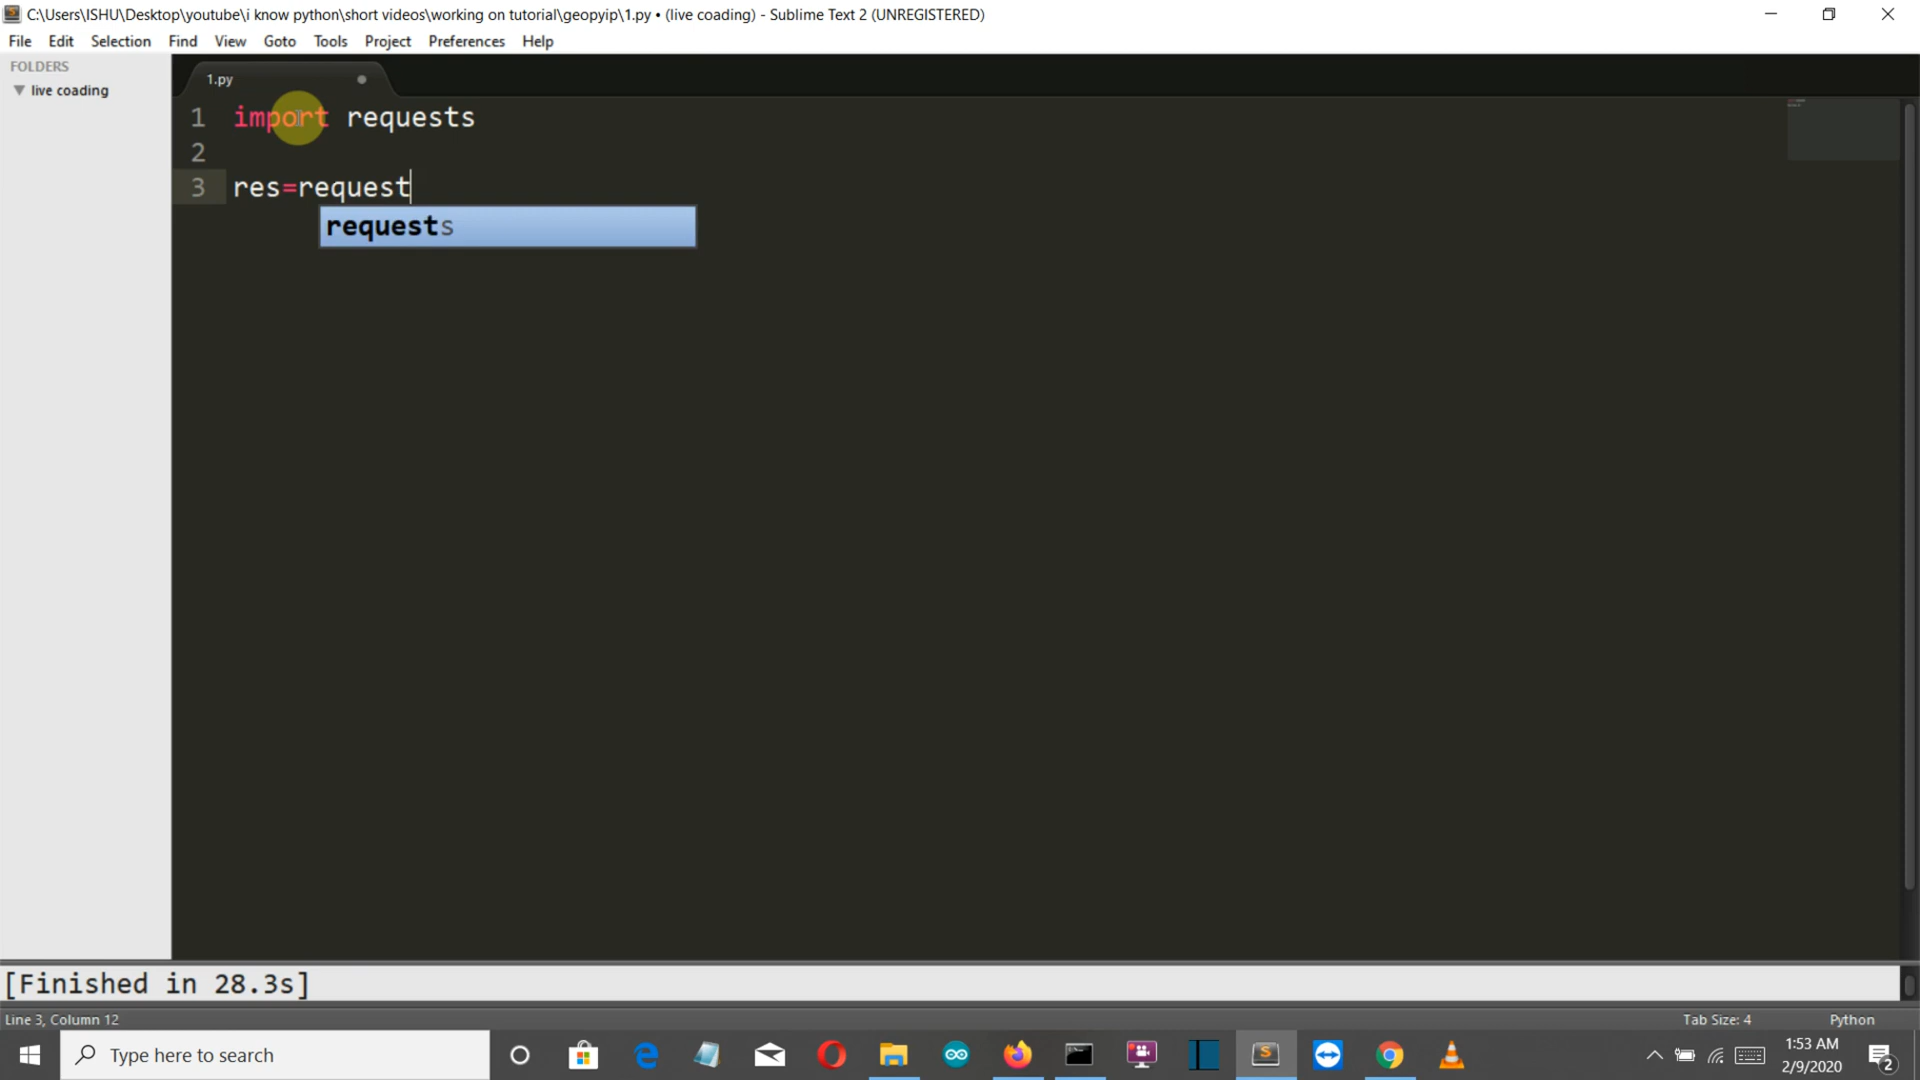 C:\Users\ISHU\Desktop\youtube\i know python\short videos\working on tutorial\geopyip\1.py • (live coading) - Sublime Text 2 (UNREGISTERED)
File Edit Selection Find View Goto Tools Project Preferences Help
FOLDERS
live coading
1.py
1 import requests
2
3 res=request
requests
[Finished in 28.3s]
Line 3, Column 12
Tab Size: 4
Python
Type here to search
1:53 AM
2/9/2020
2